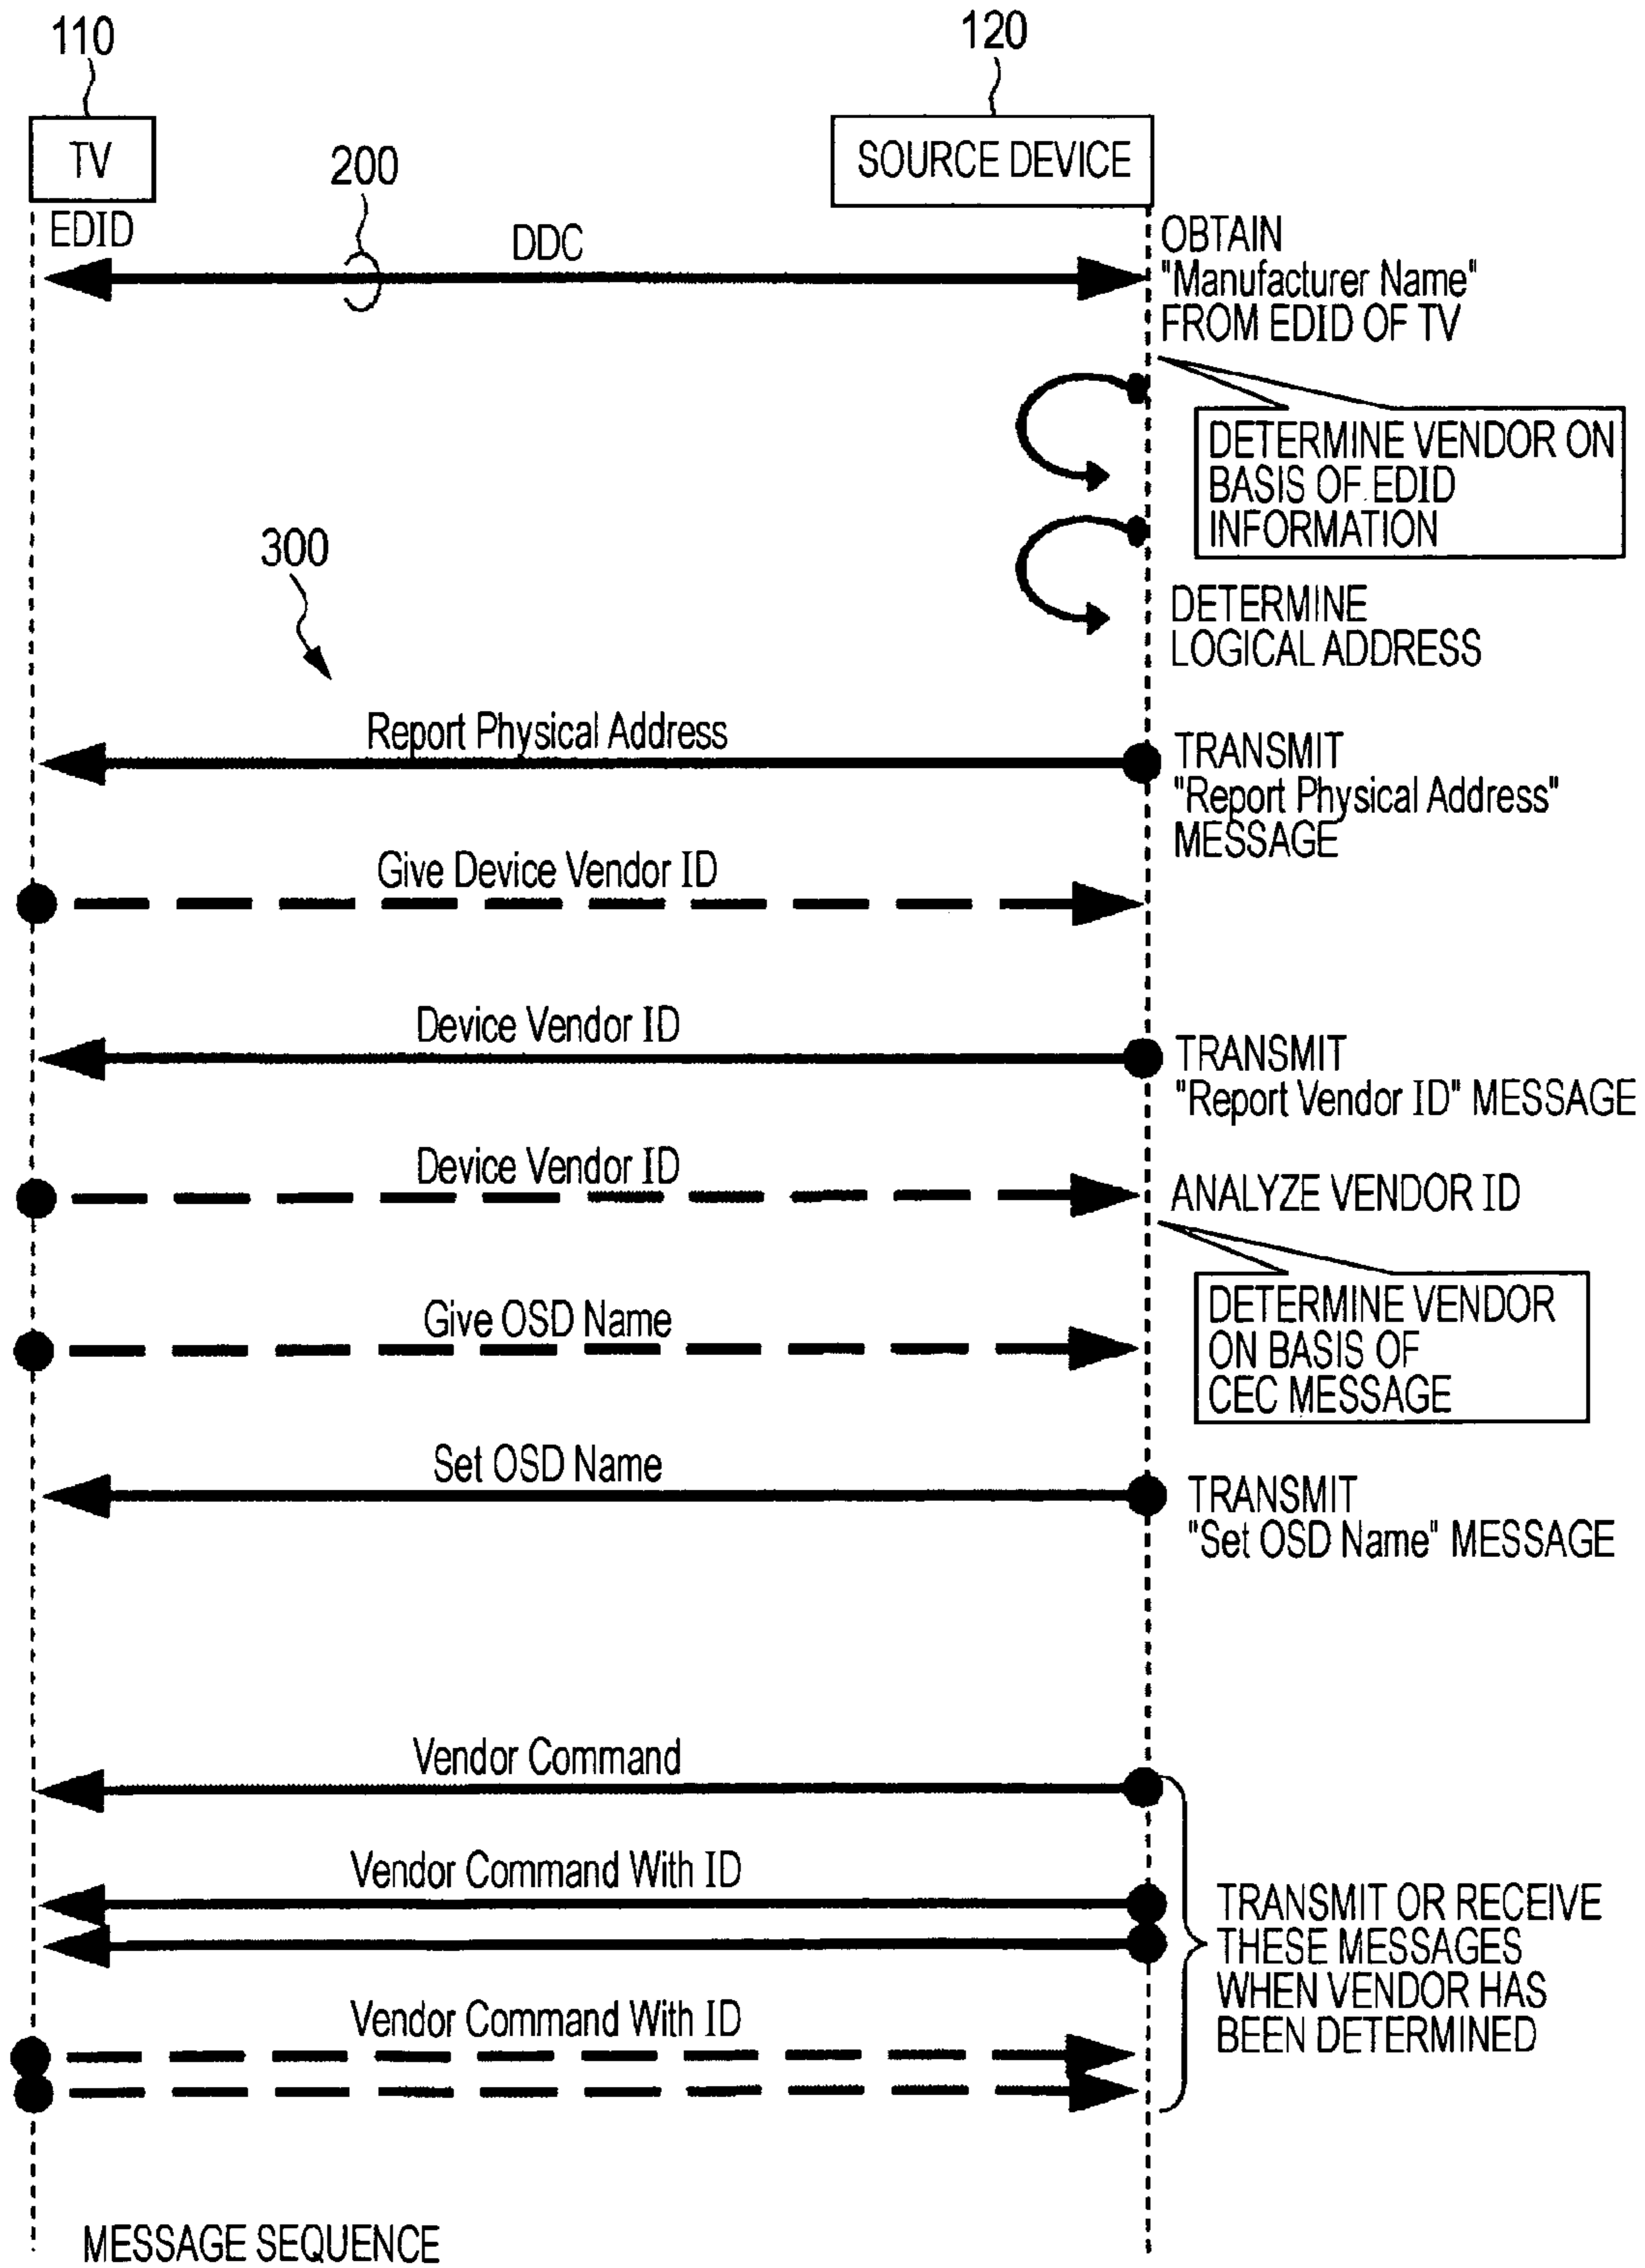 110
120
TV
SOURCE DEVICE
200
EDID
DDC
OBTAIN
"Manufacturer Name"
FROM EDID OF TV
DETERMINE VENDOR ON
BASIS OF EDID
INFORMATION
300
DETERMINE
LOGICAL ADDRESS
Report Physical Address
TRANSMIT
"Report Physical Address"
MESSAGE
Give Device Vendor ID
Device Vendor ID
TRANSMIT
"Report Vendor ID" MESSAGE
Device Vendor ID
ANALYZE VENDOR ID
DETERMINE VENDOR
ON BASIS OF
CEC MESSAGE
Give OSD Name
Set OSD Name
TRANSMIT
"Set OSD Name" MESSAGE
Vendor Command
Vendor Command With ID
TRANSMIT OR RECEIVE
THESE MESSAGES
WHEN VENDOR HAS
BEEN DETERMINED
Vendor Command With ID
MESSAGE SEQUENCE